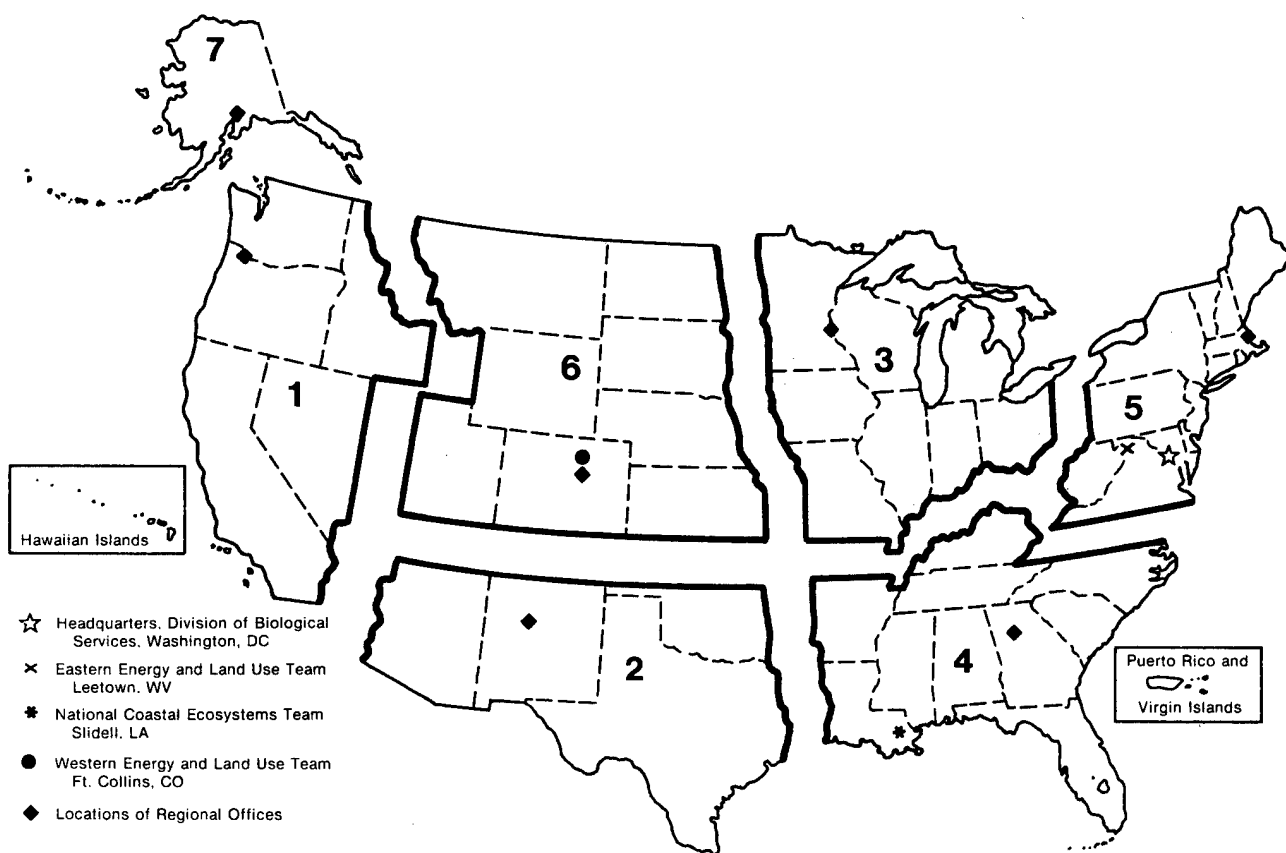 7
1
6
3
5
2
4
Hawaiian Islands
☆ Headquarters, Division of Biological
Services, Washington, DC
× Eastern Energy and Land Use Team
Leetown, WV
* National Coastal Ecosystems Team
Slidell, LA
● Western Energy and Land Use Team
Ft. Collins, CO
◆ Locations of Regional Offices
Puerto Rico and
Virgin Islands